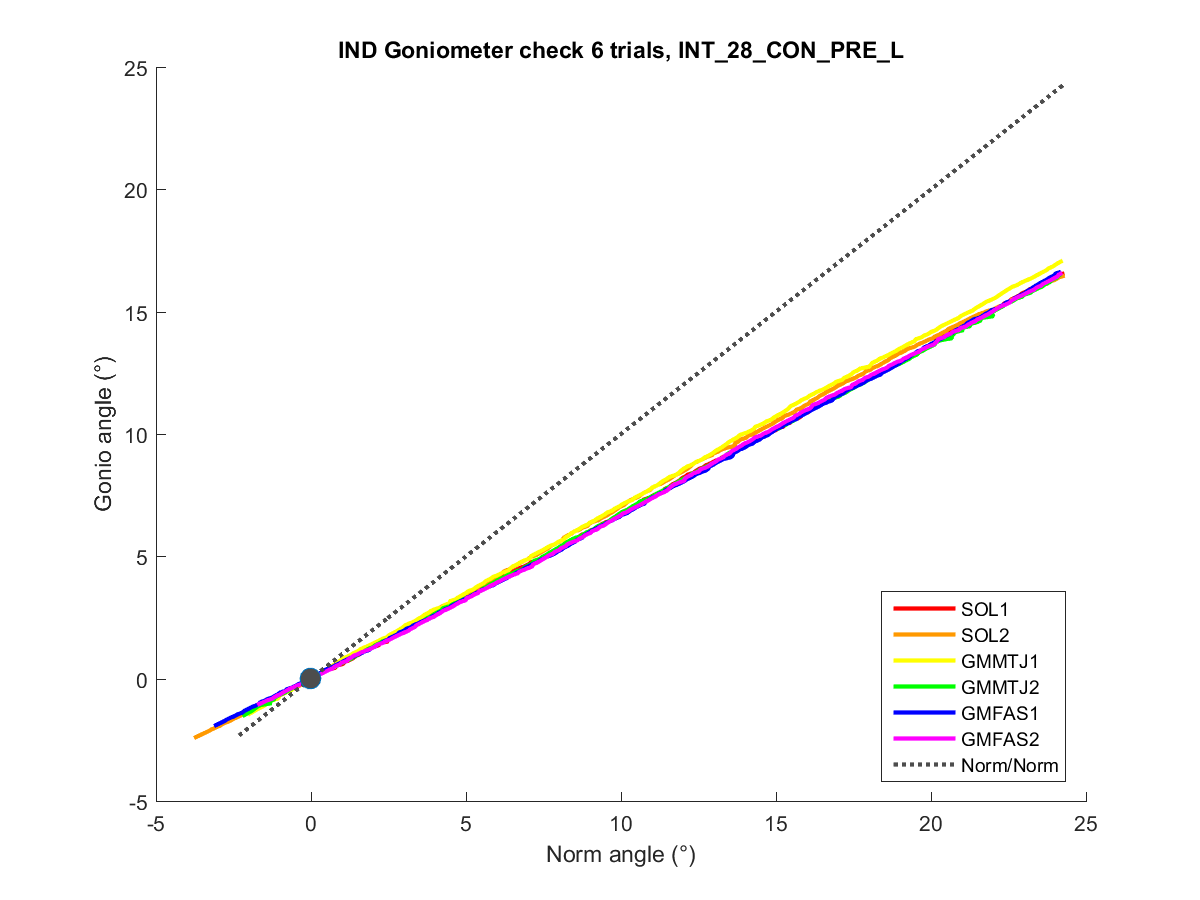 IND Goniometer check 6 trials, INT_28_CON_PRE_L
25
20
15
10
5
0
-5
Gonio angle (°)
-5
0
5
10
15
20
25
Norm angle (°)
SOL1
SOL2
GMMTJ1
GMMTJ2
GMFAS1
GMFAS2
Norm/Norm